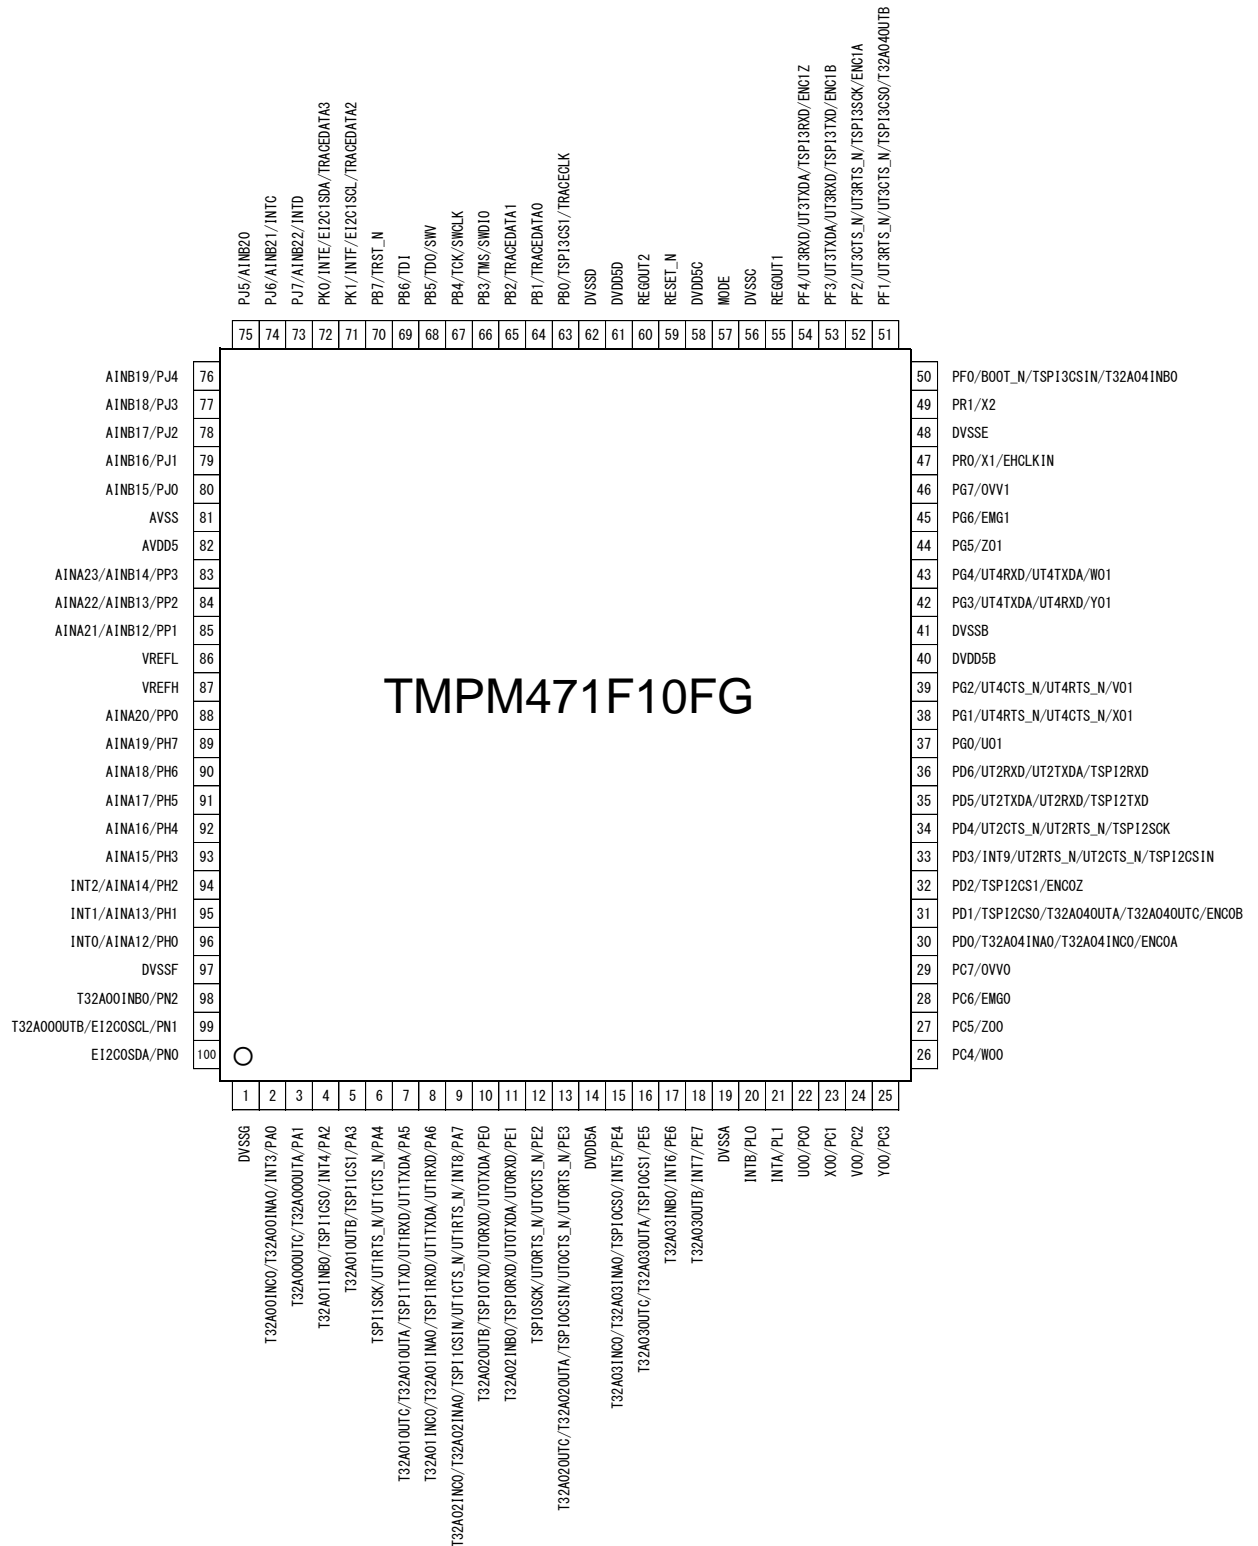 PJ5/AINB20
PJ6/AINB21/INTC
PJ7/AINB22/INTD
PK0/INTE/EI2C1SDA/TRACEDATA3
PK1/INTF/EI2C1SCL/TRACEDATA2
PB7/TRST_N
PB6/TDI
PB5/TDO/SWV
PB4/TCK/SWCLK
PB3/TMS/SWDIO
PB2/TRACEDATA1
PB1/TRACEDATA0
PB0/TSPI3CS1/TRACECLK
DVSSD
DVDD5D
REGOUT2
RESET_N
DVDD5C
MODE
DVSSC
REGOUT1
PF4/UT3RXD/UT3TXDA/TSPI3RXD/ENC1Z
PF3/UT3TXDA/UT3RXD/TSPI3TXD/ENC1B
PF2/UT3CTS_N/UT3RTS_N/TSPI3SCK/ENC1A
PF1/UT3RTS_N/UT3CTS_N/TSPI3CS0/T32A04OUTB
75 74 73 72 71 70 69 68 67 66 65 64 63 62 61 60 59 58 57 56 55 54 53 52 51
AINB19/PJ4 76
AINB18/PJ3 77
AINB17/PJ2 78
AINB16/PJ1 79
AINB15/PJ0 80
AVSS 81
AVDD5 82
AINA23/AINB14/PP3 83
AINA22/AINB13/PP2 84
AINA21/AINB12/PP1 85
VREFL 86
VREFH 87
AINA20/PP0 88
AINA19/PH7 89
AINA18/PH6 90
AINA17/PH5 91
AINA16/PH4 92
AINA15/PH3 93
INT2/AINA14/PH2 94
INT1/AINA13/PH1 95
INT0/AINA12/PH0 96
DVSSF 97
T32A00INB0/PN2 98
T32A00OUTB/EI2C0SCL/PN1 99
EI2C0SDA/PN0 100
TMPM471F10FG
50 PF0/BOOT_N/TSPI3CSIN/T32A04INB0
49 PR1/X2
48 DVSSE
47 PR0/X1/EHCLKIN
46 PG7/OVV1
45 PG6/EMG1
44 PG5/ZO1
43 PG4/UT4RXD/UT4TXDA/WO1
42 PG3/UT4TXDA/UT4RXD/YO1
41 DVSSB
40 DVDD5B
39 PG2/UT4CTS_N/UT4RTS_N/VO1
38 PG1/UT4RTS_N/UT4CTS_N/XO1
37 PG0/UO1
36 PD6/UT2RXD/UT2TXDA/TSPI2RXD
35 PD5/UT2TXDA/UT2RXD/TSPI2TXD
34 PD4/UT2CTS_N/UT2RTS_N/TSPI2SCK
33 PD3/INT9/UT2RTS_N/UT2CTS_N/TSPI2CSIN
32 PD2/TSPI2CS1/ENC0Z
31 PD1/TSPI2CS0/T32A04OUTA/T32A04OUTC/ENC0B
30 PD0/T32A04INA0/T32A04INC0/ENC0A
29 PC7/OVV0
28 PC6/EMG0
27 PC5/ZO0
26 PC4/WO0
1 2 3 4 5 6 7 8 9 10 11 12 13 14 15 16 17 18 19 20 21 22 23 24 25
DVSSG
T32A00INC0/T32A00INA0/INT3/PA0
T32A00OUTC/T32A00OUTA/PA1
T32A01INB0/TSPI1CS0/INT4/PA2
T32A01OUTB/TSPI1CS1/PA3
TSPI1SCK/UT1RTS_N/UT1CTS_N/PA4
T32A01OUTC/T32A01OUTA/TSPI1TXD/UT1RXD/UT1TXDA/PA5
T32A01INC0/T32A01INA0/TSPI1RXD/UT1TXDA/UT1RXD/PA6
T32A02INC0/T32A02INA0/TSPI1CSIN/UT1CTS_N/UT1RTS_N/INT8/PA7
T32A02OUTB/TSPI0TXD/UT0RXD/UT0TXDA/PE0
T32A02INB0/TSPI0RXD/UT0TXDA/UT0RXD/PE1
TSPI0SCK/UT0RTS_N/UT0CTS_N/PE2
T32A02OUTC/T32A02OUTA/TSPI0CSIN/UT0CTS_N/UT0RTS_N/PE3
DVDD5A
T32A03INC0/T32A03INA0/TSPI0CS0/INT5/PE4
T32A03OUTC/T32A03OUTA/TSPI0CS1/PE5
T32A03INB0/INT6/PE6
T32A03OUTB/INT7/PE7
DVSSA
INTB/PL0
INTA/PL1
UO0/PC0
XO0/PC1
VO0/PC2
YO0/PC3